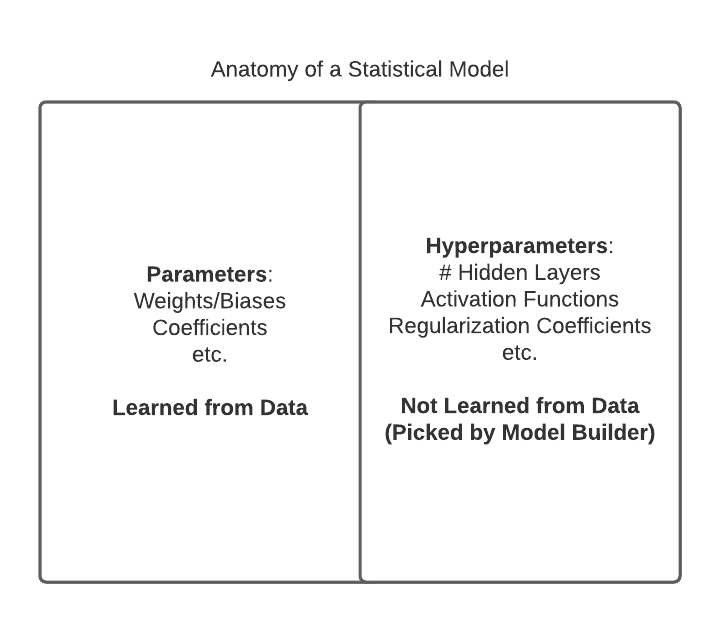 Anatomy of a Statistical Model
Parameters:
Weights/Biases
Coefficients
etc.
Learned from Data
Hyperparameters:
# Hidden Layers
Activation Functions
Regularization Coefficients
etc.
Not Learned from Data
(Picked by Model Builder)